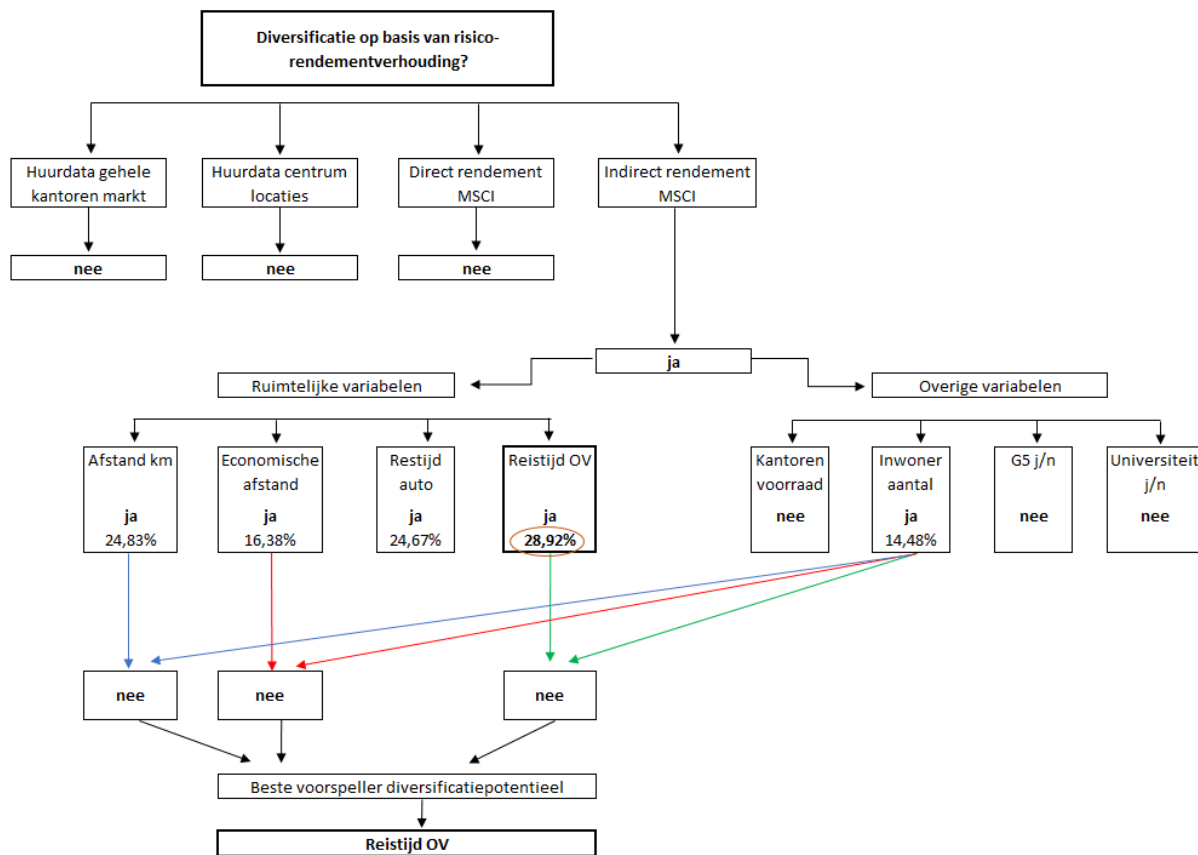 Diversificatie op basis van risico-
rendementverhouding?
Huurdata gehele
kantoren markt
Huurdata centrum
locaties
Direct rendement
MSCI
Indirect rendement
MSCI
nee
nee
nee
ja
Ruimtelijke variabelen
Overige variabelen
Afstand km
ja
24,83%
Economische
afstand
ja
16,38%
Restijd
auto
ja
24,67%
Reistijd OV
ja
28,92%
Kantoren
voorraad
nee
Inwoner
aantal
ja
14,48%
G5 j/n
nee
Universiteit
j/n
nee
nee
nee
nee
Beste voorspeller diversificatiepotentieel
Reistijd OV